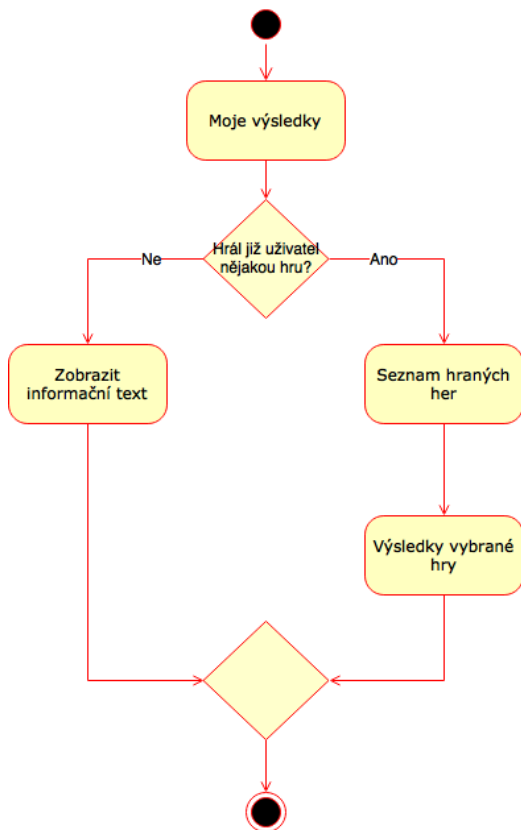 Moje výsledky
Hrál již uživatel
nějakou hru?
Ne
Ano
Zobrazit
informační text
Seznam hraných
her
Výsledky vybrané
hry